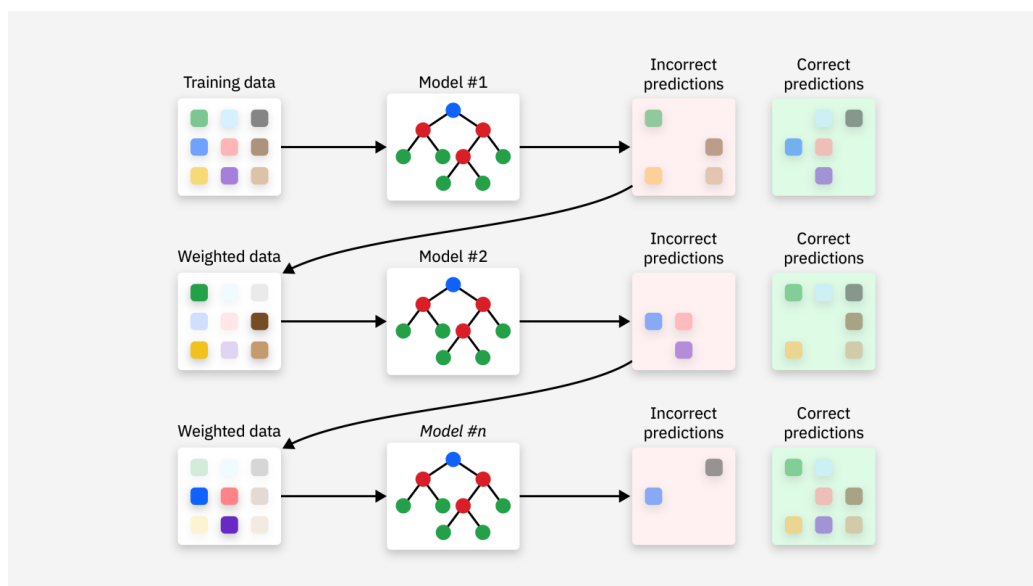 Training data
Model #1
Incorrect
predictions
Correct
predictions
Weighted data
Model #2
Incorrect
predictions
Correct
predictions
Weighted data
Model #n
Incorrect
predictions
Correct
predictions